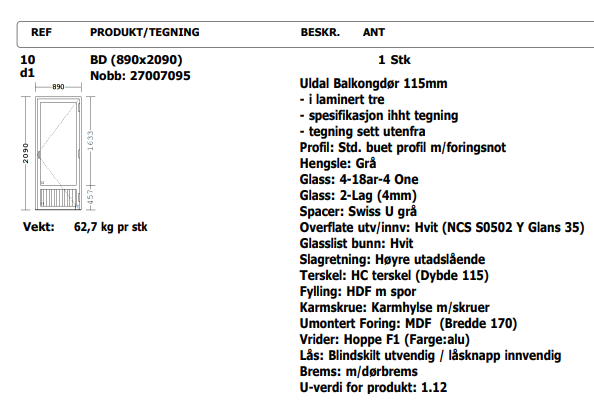 REF PRODUKT/TEGNING BESKR. ANT
10 BD (890x2090) 1 Stk
d1 Nobb: 27007095
890
2090
1633
457
Vekt: 62,7 kg pr stk
Uldal Balkongdør 115mm
- i laminert tre
- spesifikasjon ihht tegning
- tegning sett utenfra
Profil: Std. buet profil m/foringsnot
Hengsle: Grå
Glass: 4-18ar-4 One
Glass: 2-Lag (4mm)
Spacer: Swiss U grå
Overflate utv/innv: Hvit (NCS S0502 Y Glans 35)
Glasslist bunn: Hvit
Slagretning: Høyre utadslående
Terskel: HC terskel (Dybde 115)
Fylling: HDF m spor
Karmskrue: Karmhylse m/skruer
Umontert Foring: MDF (Bredde 170)
Vrider: Hoppe F1 (Farge:alu)
Lås: Blindskilt utvendig / låsknapp innvendig
Brems: m/dørbrems
U-verdi for produkt: 1.12